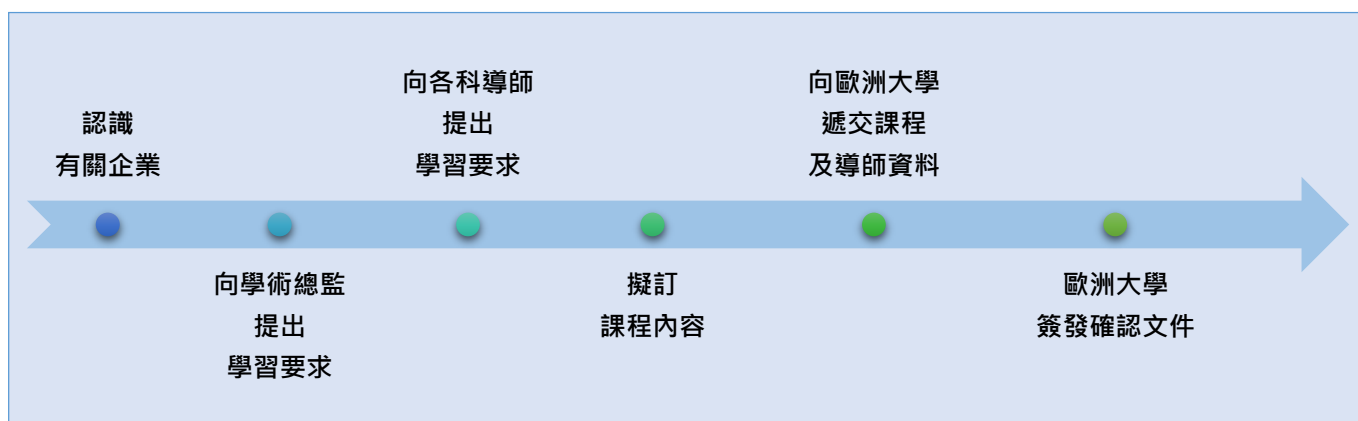 認識
有關企業
向學術總監
提出
學習要求
向各科導師
提出
學習要求
擬訂
課程內容
向歐洲大學
遞交課程
及導師資料
歐洲大學
簽發確認文件